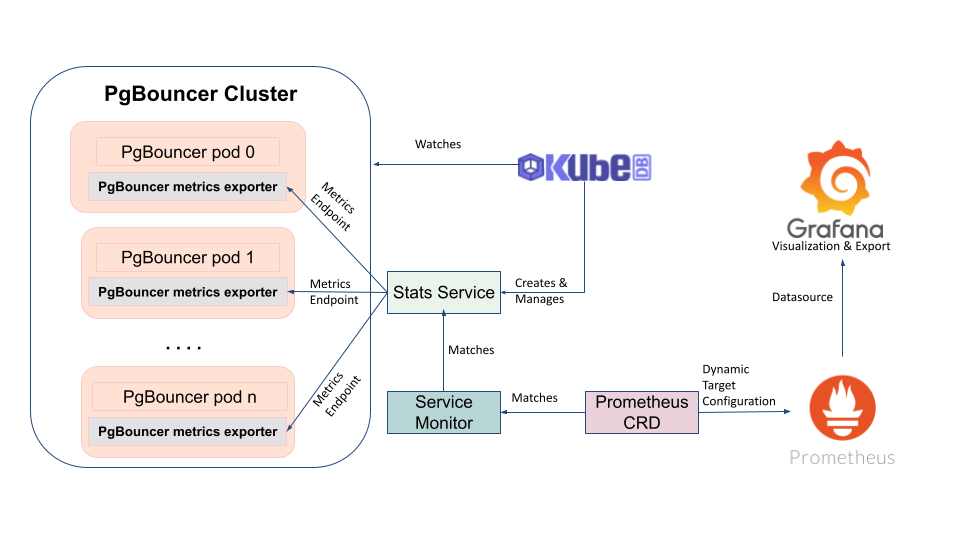 PgBouncer Cluster
PgBouncer pod 0
PgBouncer metrics exporter
PgBouncer pod 1
PgBouncer metrics exporter
. . . .
PgBouncer pod n
PgBouncer metrics exporter
Metrics
Endpoint
Metrics
Endpoint
Metrics
Endpoint
Watches
KubeDB
Stats Service
Creates &
Manages
Matches
Service
Monitor
Matches
Prometheus
CRD
Dynamic
Target
Configuration
Grafana
Visualization & Export
Datasource
Prometheus